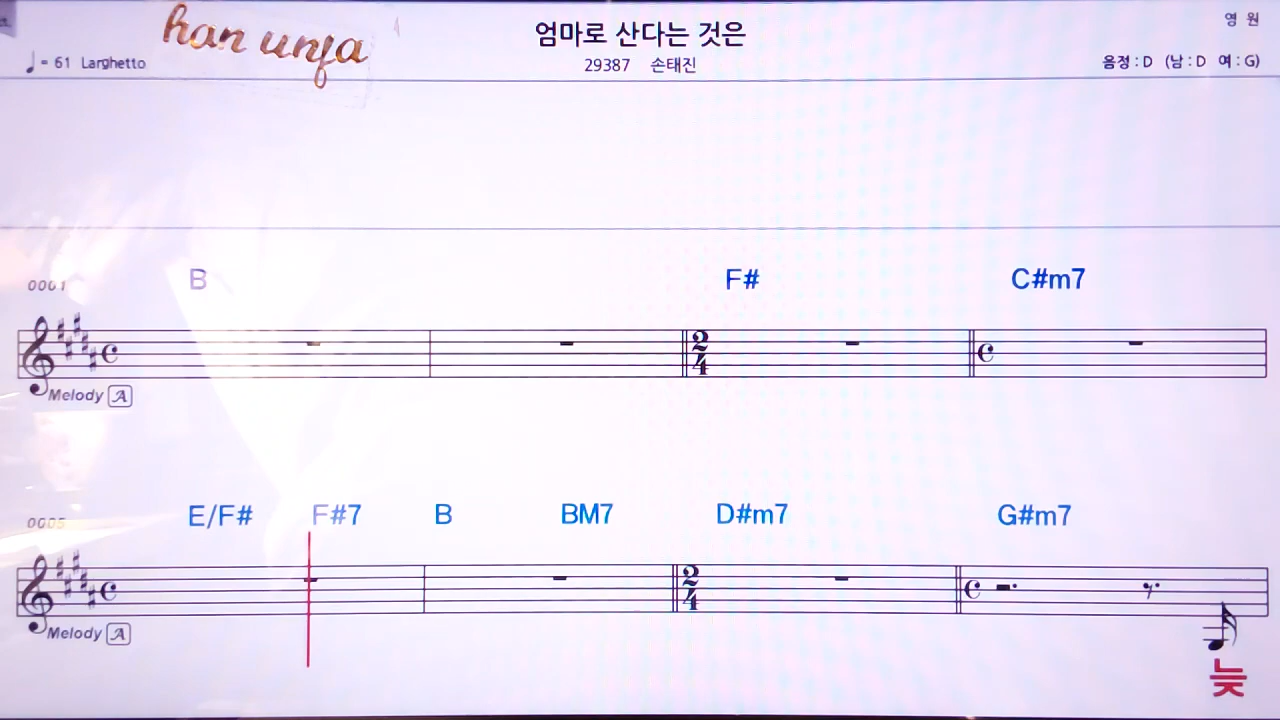 han unja
엄마로 산다는 것은
영 원
♩= 61 Larghetto
29387 손태진
음정 : D (남 : D 여 : G)
0001 B F# C#m7
2
4
Melody A
0005 E/F# F#7 B BM7 D#m7 G#m7
2
4
Melody A
늦